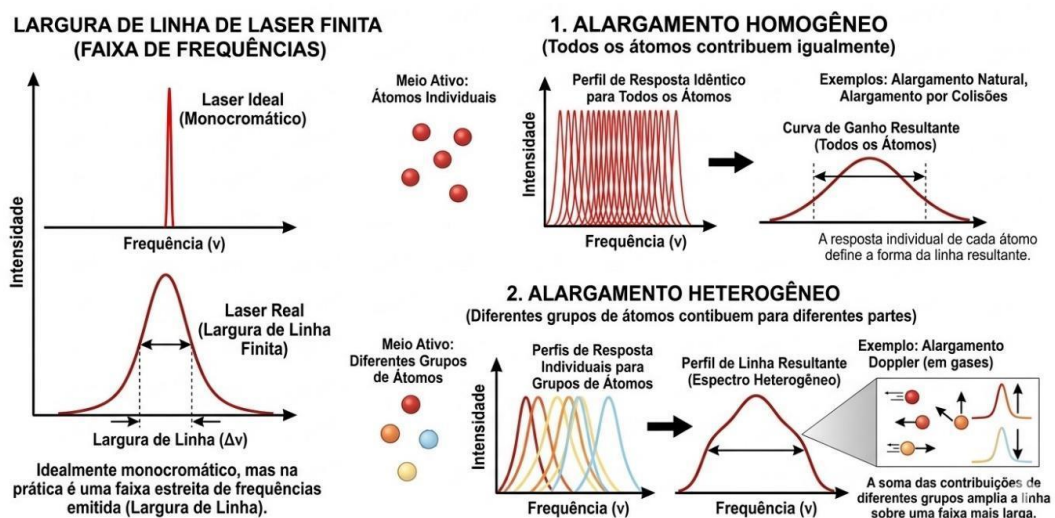 LARGURA DE LINHA DE LASER FINITA
(FAIXA DE FREQUÊNCIAS)
Intensidade
Laser Ideal
(Monocromático)
Frequência (v)
Laser Real
(Largura de Linha
Finita)
Largura de Linha (Δv)
Idealmente monocromático, mas na
prática é uma faixa estreita de frequências
emitida (Largura de Linha).
1. ALARGAMENTO HOMOGÊNEO
(Todos os átomos contribuem igualmente)
Meio Ativo:
Átomos Individuais
Perfil de Resposta Idêntico
para Todos os Átomos
Intensidade
Frequência (v)
Exemplos: Alargamento Natural,
Alargamento por Colisões
Curva de Ganho Resultante
(Todos os Átomos)
Frequência (v)
A resposta individual de cada átomo
define a forma da linha resultante.
2. ALARGAMENTO HETEROGÊNEO
(Diferentes grupos de átomos contibuem para diferentes partes)
Meio Ativo:
Diferentes Grupos
de Átomos
Perfis de Resposta
Individuais para
Grupos de Átomos
Intensidade
Frequência (v)
Perfil de Linha Resultante
(Espectro Heterogêneo)
Frequência (v)
Exemplo: Alargamento
Doppler (em gases)
A soma das contribuições de
diferentes grupos amplia a linha
sobre uma faixa mais larga.